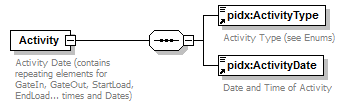 pidx:ActivityType
Activity Type (see Enums)
Activity
Activity Date (contains
repeating elements for
GateIn, GateOut, StartLoad,
EndLoad... times and Dates)
pidx:ActivityDate
Date and Time of Activity